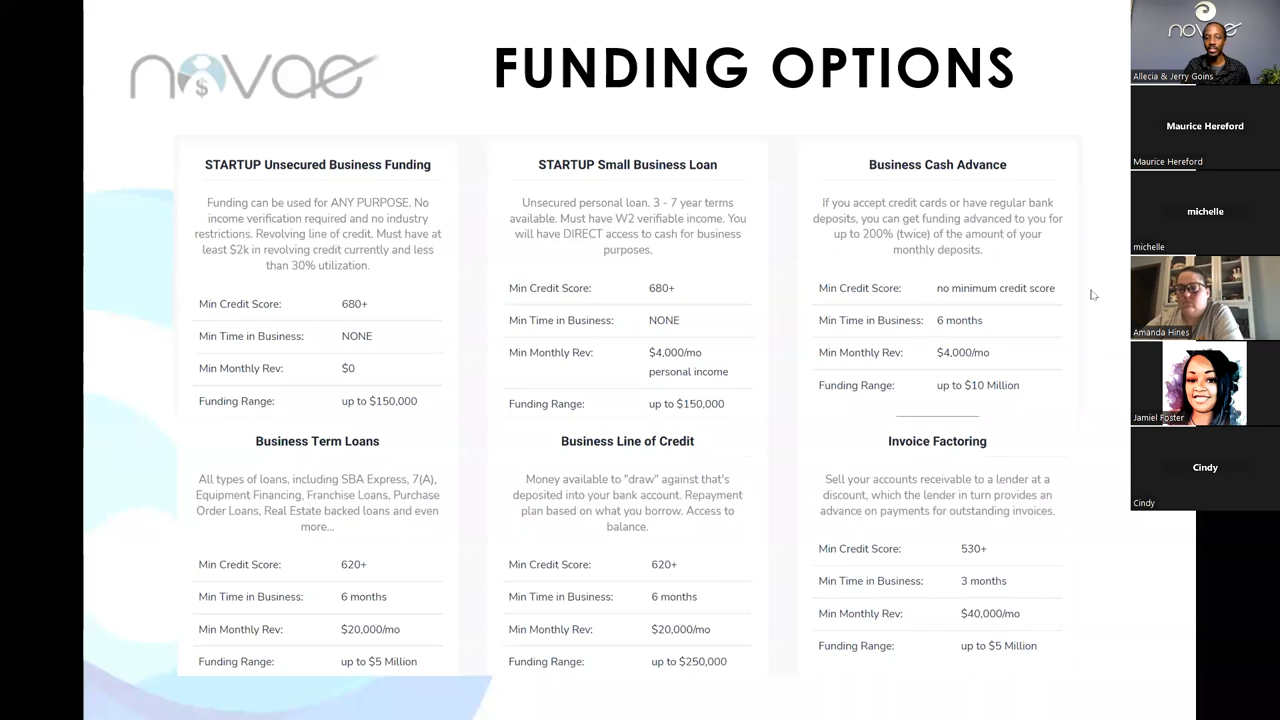 novae
$
FUNDING OPTIONS
STARTUP Unsecured Business Funding
Funding can be used for ANY PURPOSE. No
income verification required and no industry
restrictions. Revolving line of credit. Must have at
least $2k in revolving credit currently and less
than 30% utilization.
Min Credit Score: 680+
Min Time in Business: NONE
Min Monthly Rev: $0
Funding Range: up to $150,000
STARTUP Small Business Loan
Unsecured personal loan. 3 - 7 year terms
available. Must have W2 verifiable income. You
will have DIRECT access to cash for business
purposes.
Min Credit Score: 680+
Min Time in Business: NONE
Min Monthly Rev: $4,000/mo
personal income
Funding Range: up to $150,000
Business Cash Advance
If you accept credit cards or have regular bank
deposits, you can get funding advanced to you for
up to 200% (twice) of the amount of your
monthly deposits.
Min Credit Score: no minimum credit score
Min Time in Business: 6 months
Min Monthly Rev: $4,000/mo
Funding Range: up to $10 Million
Business Term Loans
All types of loans, including SBA Express, 7(A),
Equipment Financing, Franchise Loans, Purchase
Order Loans, Real Estate backed loans and even
more...
Min Credit Score: 620+
Min Time in Business: 6 months
Min Monthly Rev: $20,000/mo
Funding Range: up to $5 Million
Business Line of Credit
Money available to "draw" against that's
deposited into your bank account. Repayment
plan based on what you borrow. Access to
balance.
Min Credit Score: 620+
Min Time in Business: 6 months
Min Monthly Rev: $20,000/mo
Funding Range: up to $250,000
Invoice Factoring
Sell your accounts receivable to a lender at a
discount, which the lender in turn provides an
advance on payments for outstanding invoices.
Min Credit Score: 530+
Min Time in Business: 3 months
Min Monthly Rev: $40,000/mo
Funding Range: up to $5 Million
novae
Allecia & Jerry Goins
Maurice Hereford
Maurice Hereford
michelle
michelle
Amanda Hines
Jamiel Foster
Cindy
Cindy